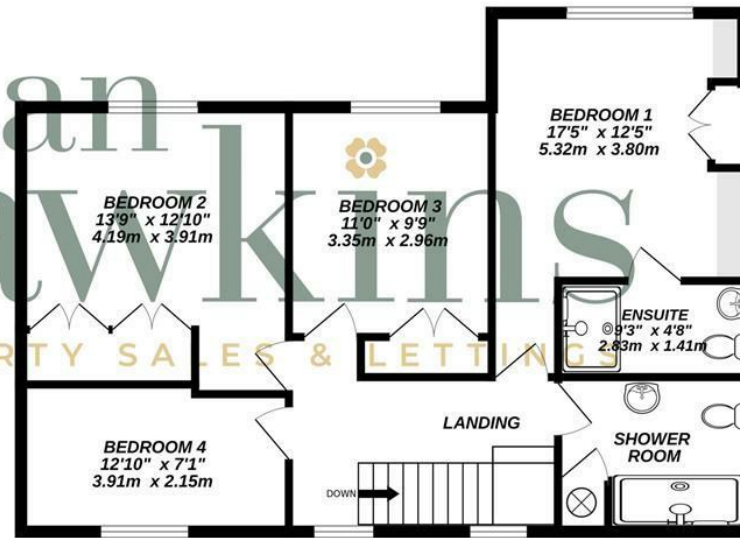 an
wkins
RTY SALES & LETTINGS
BEDROOM 1
17'5" x 12'5"
5.32m x 3.80m
BEDROOM 2
13'9" x 12'10"
4.19m x 3.91m
BEDROOM 3
11'0" x 9'9"
3.35m x 2.96m
ENSUITE
9'3" x 4'8"
2.83m x 1.41m
LANDING
SHOWER
ROOM
BEDROOM 4
12'10" x 7'1"
3.91m x 2.15m
DOWN